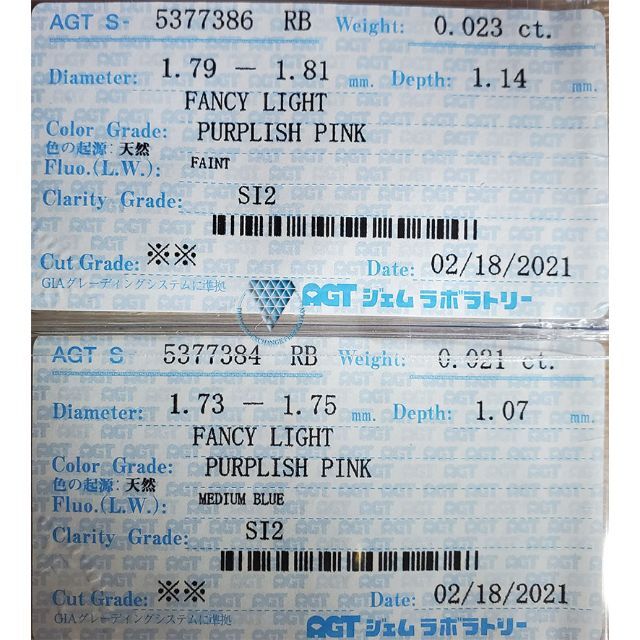 AGT S- 5377386 RB Weight: 0.023 ct.
Diameter: 1.79 - 1.81 mm. Depth: 1.14 mm.
FANCY LIGHT
Color Grade: PURPLISH PINK
色の起源: 天然
Fluo.(L.W.): FAINT
Clarity Grade: SI2
Cut Grade: ※※ Date: 02/18/2021
GIAグレーディングシステムに準拠
AGT ジェムラボラトリー
AGT S- 5377384 RB Weight: 0.021 ct.
Diameter: 1.73 - 1.75 mm. Depth: 1.07 mm.
FANCY LIGHT
Color Grade: PURPLISH PINK
色の起源: 天然
Fluo.(L.W.): MEDIUM BLUE
Clarity Grade: SI2
Cut Grade: ※※ Date: 02/18/2021
GIAグレーディングシステムに準拠
AGT ジェムラボラトリー